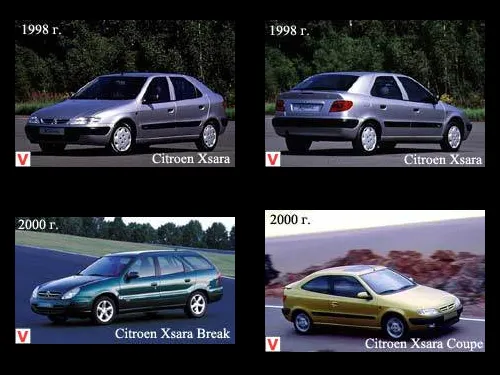 1998 г.
1998 г.
V Citroen Xsara
V Citroen Xsara
2000 г.
2000 г.
V Citroen Xsara Break
V Citroen Xsara Coupe